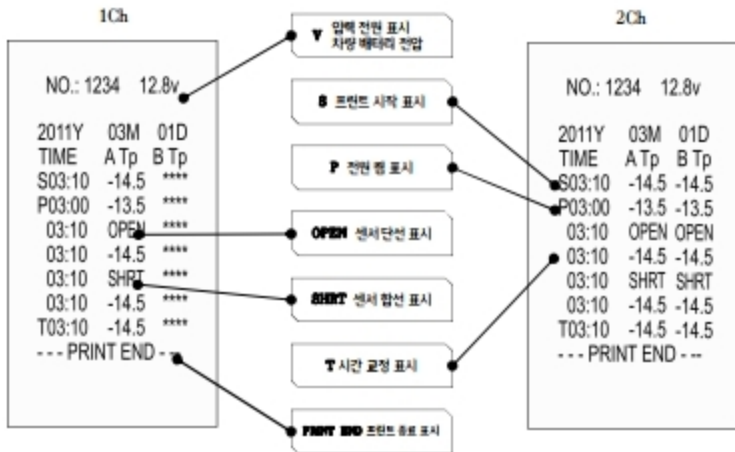 1Ch
NO.: 1234 12.8v
2011Y 03M 01D
TIME A Tp B Tp
S03:10 -14.5 ****
P03:00 -13.5 ****
03:10 OPEN ****
03:10 -14.5 ****
03:10 SHRT ****
03:10 -14.5 ****
T03:10 -14.5 ****
- - - PRINT END - --
V 입력 전원 표시
차량 배터리 전압
S 프린트 시작 표시
P 전원 켬 표시
OPEN 센서 단선 표시
SHRT 센서 합선 표시
T 시간 교정 표시
PRINT END 프린트 종료 표시
2Ch
NO.: 1234 12.8v
2011Y 03M 01D
TIME A Tp B Tp
S03:10 -14.5 -14.5
P03:00 -13.5 -13.5
03:10 OPEN OPEN
03:10 -14.5 -14.5
03:10 SHRT SHRT
03:10 -14.5 -14.5
T03:10 -14.5 -14.5
- - - PRINT END - --